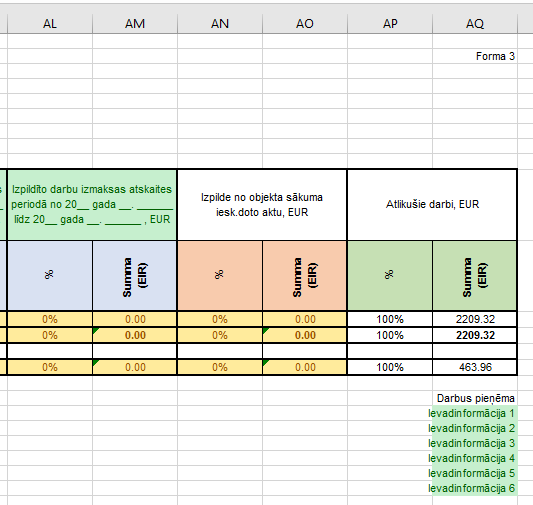 AL AM AN AO AP AQ
Forma 3
Izpildīto darbu izmaksas atskaites
periodā no 20__ gada __. ______
līdz 20__ gada __. ______ , EUR
Izpilde no objekta sākuma
iesk.doto aktu, EUR
Atlikušie darbi, EUR
% Summa (EIR) % Summa (EIR) % Summa (EIR)
0% 0.00 0% 0.00 100% 2209.32
0% 0.00 0% 0.00 100% 2209.32
0% 0.00 0% 0.00 100% 463.96
Darbus pieņēma
Ievadinformācija 1
Ievadinformācija 2
Ievadinformācija 3
Ievadinformācija 4
Ievadinformācija 5
Ievadinformācija 6